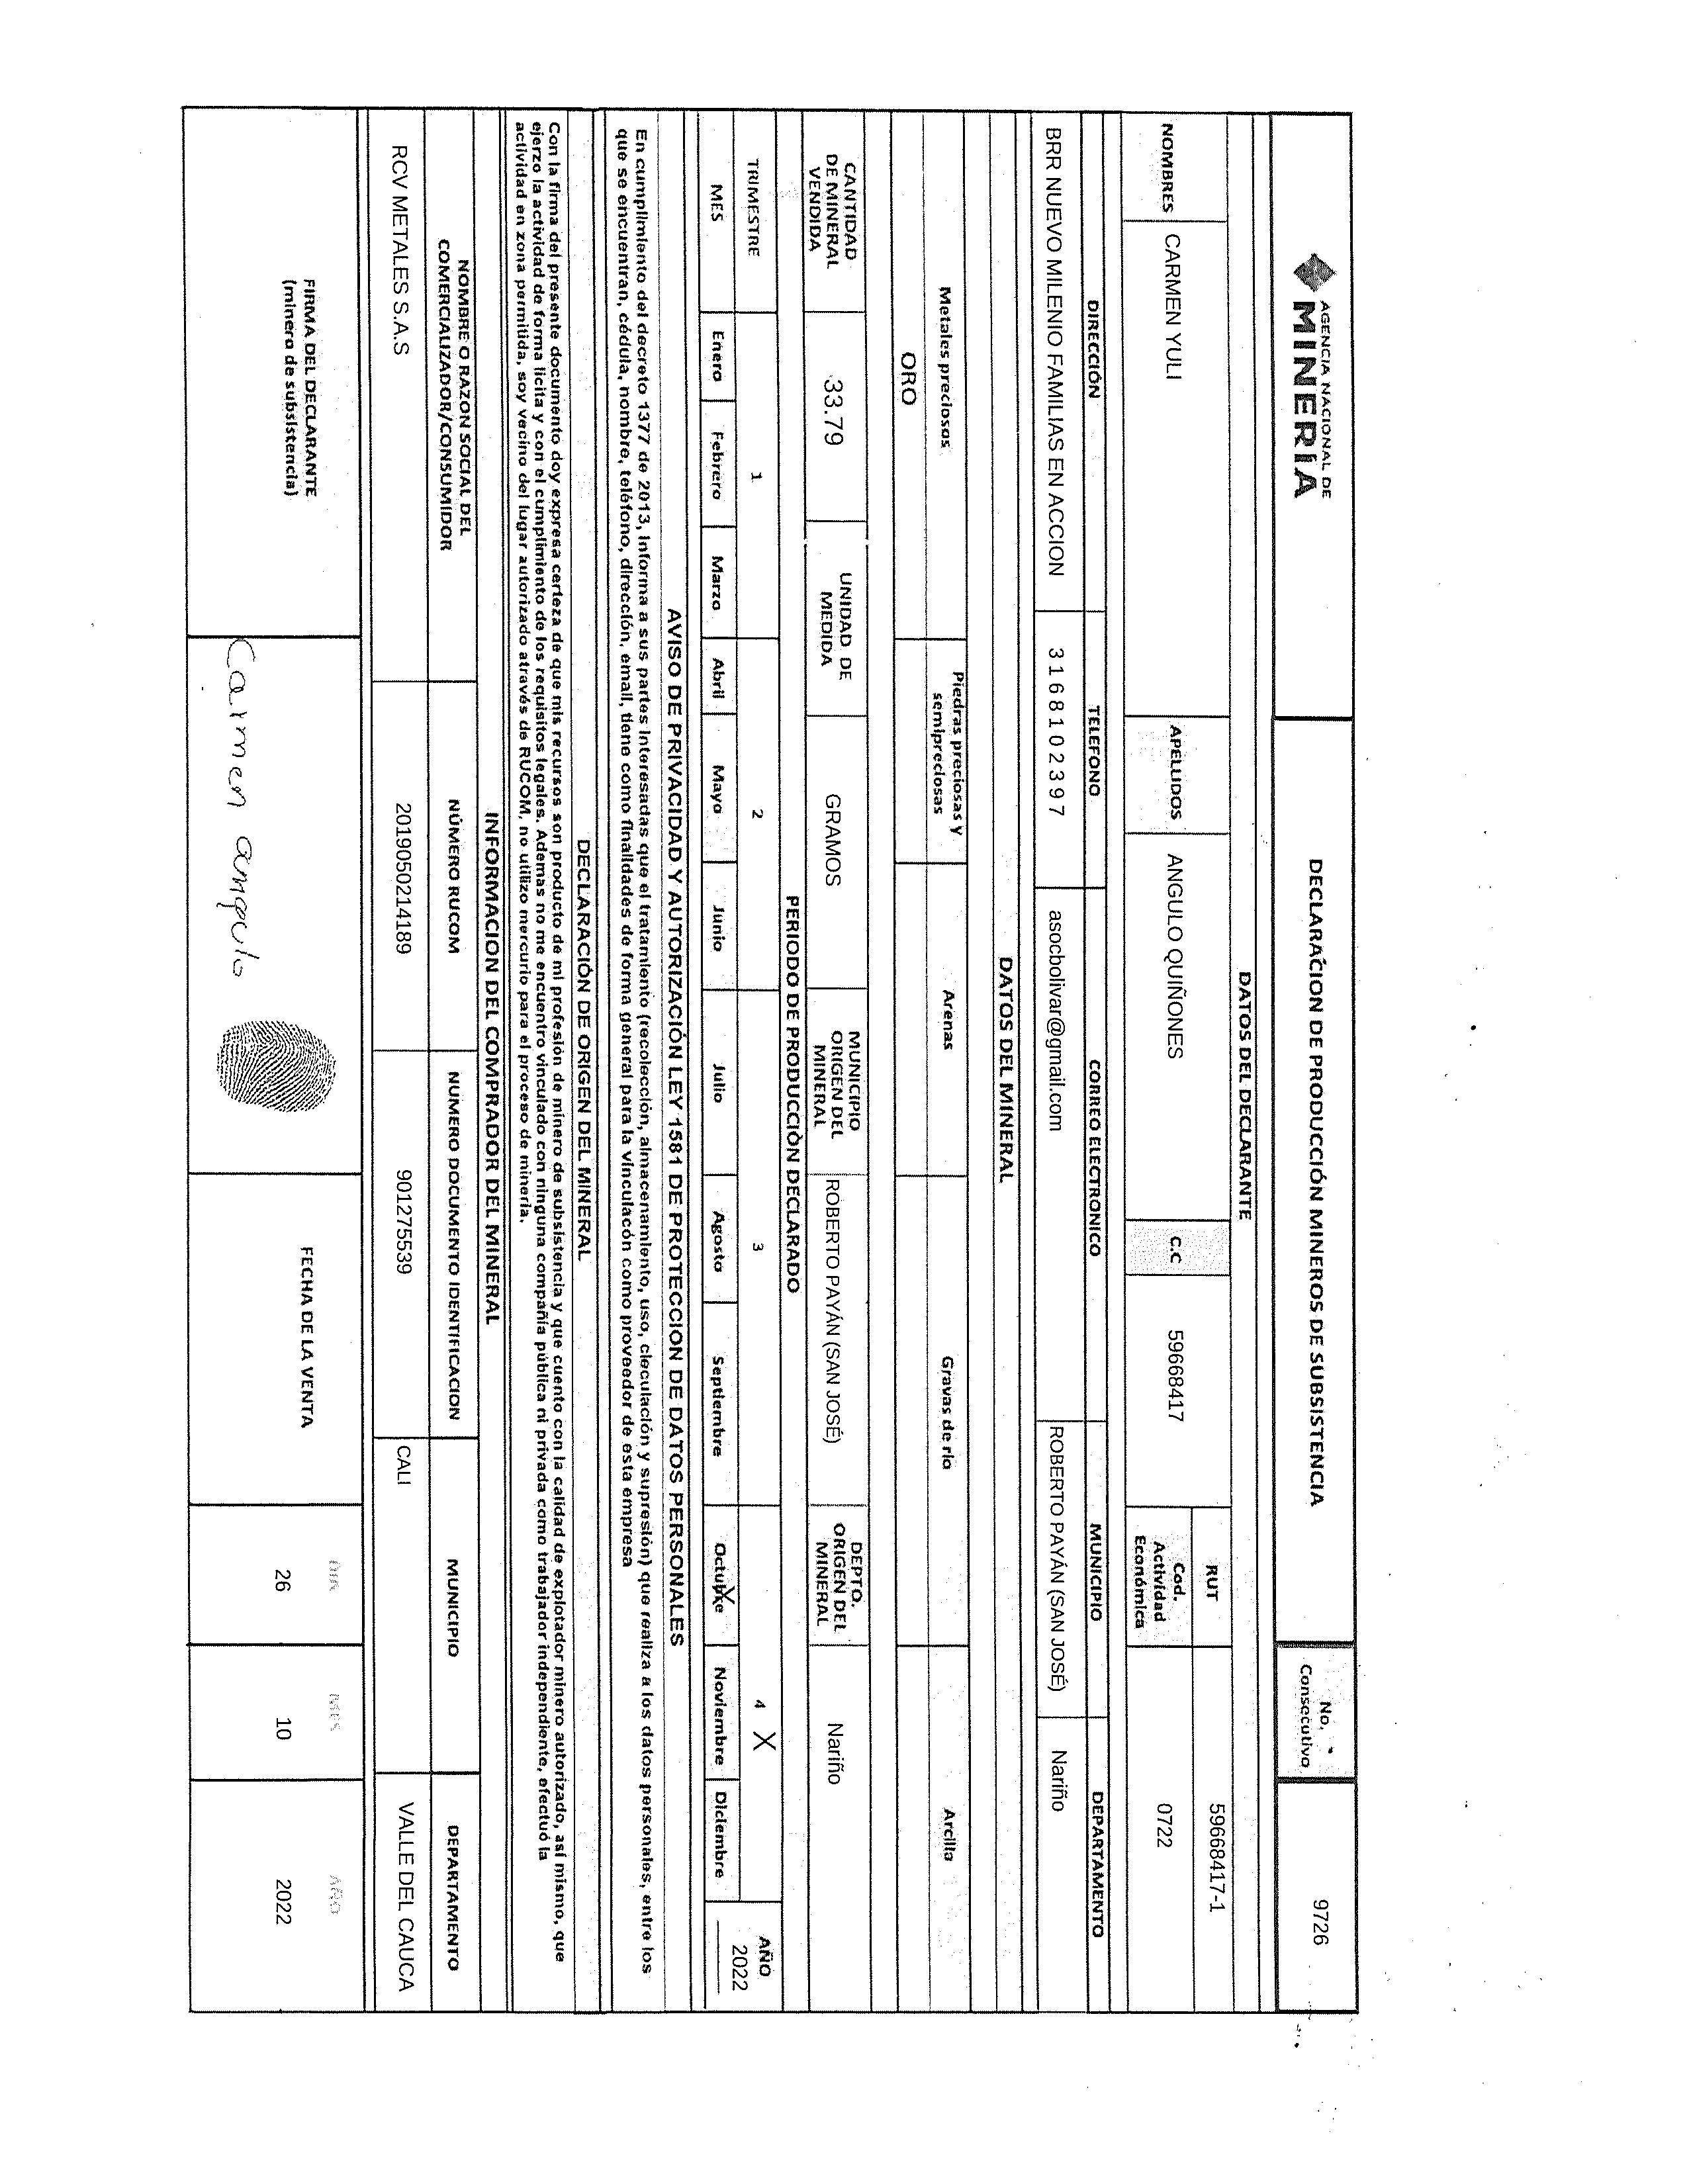 AGENCIA NACIONAL DE
MINERÍA
DECLARACION DE PRODUCCIÓN MINEROS DE SUBSISTENCIA
No. Consecutivo
9726
DATOS DEL DECLARANTE
NOMBRES
CARMEN YULI
APELLIDOS
ANGULO QUIÑONES
C.C
59668417
RUT
59668417-1
Cod. Actividad Económica
0722
DIRECCIÓN
TELEFONO
CORREO ELECTRONICO
MUNICIPIO
DEPARTAMENTO
BRR NUEVO MILENIO FAMILIAS EN ACCION
3168102397
asocbolivar@gmail.com
ROBERTO PAYÁN (SAN JOSÉ)
Nariño
DATOS DEL MINERAL
Metales preciosos
Piedras preciosas y semipreciosas
Arenas
Gravas de río
Arcilla
ORO
CANTIDAD DE MINERAL VENDIDA
33.79
UNIDAD DE MEDIDA
GRAMOS
MUNICIPIO ORIGEN DEL MINERAL
ROBERTO PAYÁN (SAN JOSÉ)
DEPTO. ORIGEN DEL MINERAL
Nariño
PERIODO DE PRODUCCIÓN DECLARADO
TRIMESTRE
1
2
3
4 X
AÑO
2022
MES
Enero
Febrero
Marzo
Abril
Mayo
Junio
Julio
Agosto
Septiembre
Octubre X
Noviembre
Diciembre
AVISO DE PRIVACIDAD Y AUTORIZACIÓN LEY 1581 DE PROTECCION DE DATOS PERSONALES
En cumplimiento del decreto 1377 de 2013, informa a sus partes interesadas que el tratamiento (recolección, almacenamiento, uso, circulación y supresión) que realiza a los datos personales, entre los
que se encuentran, cédula, nombre, teléfono, dirección, email, tiene como finalidades de forma general para la vinculacón como proveedor de esta empresa
DECLARACIÓN DE ORIGEN DEL MINERAL
Con la firma del presente documento doy expresa certeza de que mis recursos son producto de mi profesión de minero de subsistencia y que cuento con la calidad de explotador minero autorizado, así mismo, que
ejerzo la actividad de forma licita y con el cumplimiento de los requisitos legales. Ademas no me encuentro vinculado con ninguna compañia pública ni privada como trabajador independiente, efectuó la
actividad en zona permitida, soy vecino del lugar autorizado através de RUCOM, no utilizo mercurio para el proceso de minería.
INFORMACION DEL COMPRADOR DEL MINERAL
NOMBRE O RAZON SOCIAL DEL COMERCIALIZADOR/CONSUMIDOR
NÚMERO RUCOM
NUMERO DOCUMENTO IDENTIFICACION
MUNICIPIO
DEPARTAMENTO
RCV METALES S.A.S
2019050214189
901275539
CALI
VALLE DEL CAUCA
FIRMA DEL DECLARANTE
(minero de subsistencia)
Carmen angulo
FECHA DE LA VENTA
DIA
MES
AÑO
26
10
2022